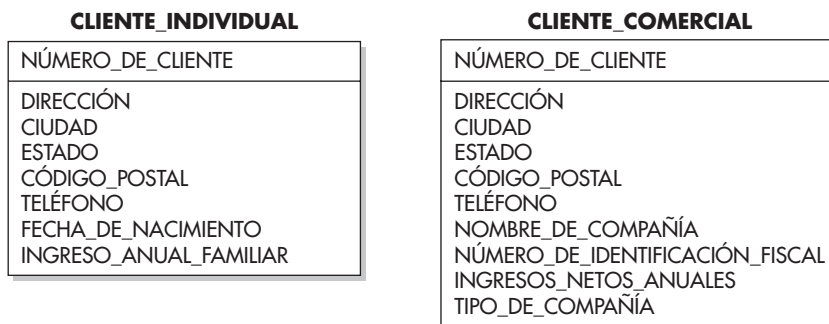 CLIENTE_INDIVIDUAL
NÚMERO_DE_CLIENTE
DIRECCIÓN
CIUDAD
ESTADO
CÓDIGO_POSTAL
TELÉFONO
FECHA_DE_NACIMIENTO
INGRESO_ANUAL_FAMILIAR
CLIENTE_COMERCIAL
NÚMERO_DE_CLIENTE
DIRECCIÓN
CIUDAD
ESTADO
CÓDIGO_POSTAL
TELÉFONO
NOMBRE_DE_COMPAÑÍA
NÚMERO_DE_IDENTIFICACIÓN_FISCAL
INGRESOS_NETOS_ANUALES
TIPO_DE_COMPAÑÍA